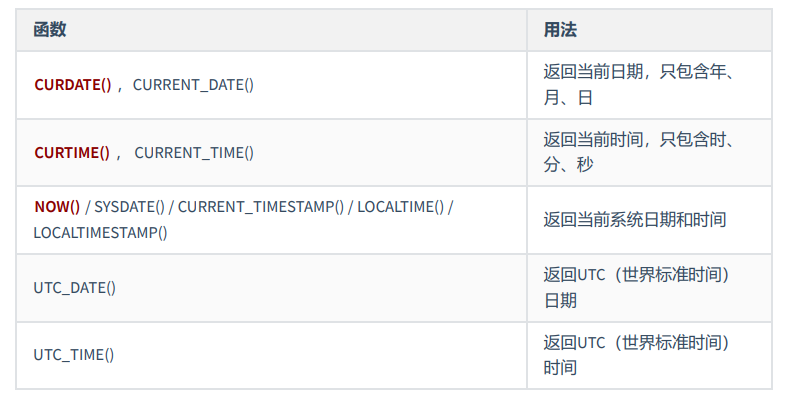 函数
用法
CURDATE() ，CURRENT_DATE()
返回当前日期，只包含年、
月、日
CURTIME() ， CURRENT_TIME()
返回当前时间，只包含时、
分、秒
NOW() / SYSDATE() / CURRENT_TIMESTAMP() / LOCALTIME() /
LOCALTIMESTAMP()
返回当前系统日期和时间
UTC_DATE()
返回UTC（世界标准时间）
日期
UTC_TIME()
返回UTC（世界标准时间）
时间